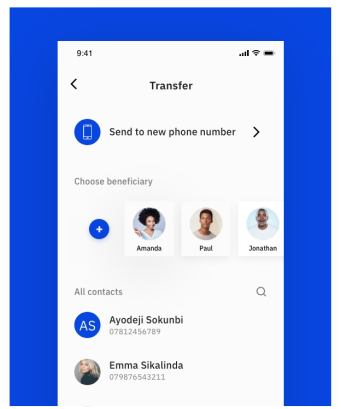 9:41
Transfer
Send to new phone number
Choose beneficiary
Amanda
Paul
Jonathan
All contacts
AS
Ayodeji Sokunbi
07812456789
Emma Sikalinda
079876543211